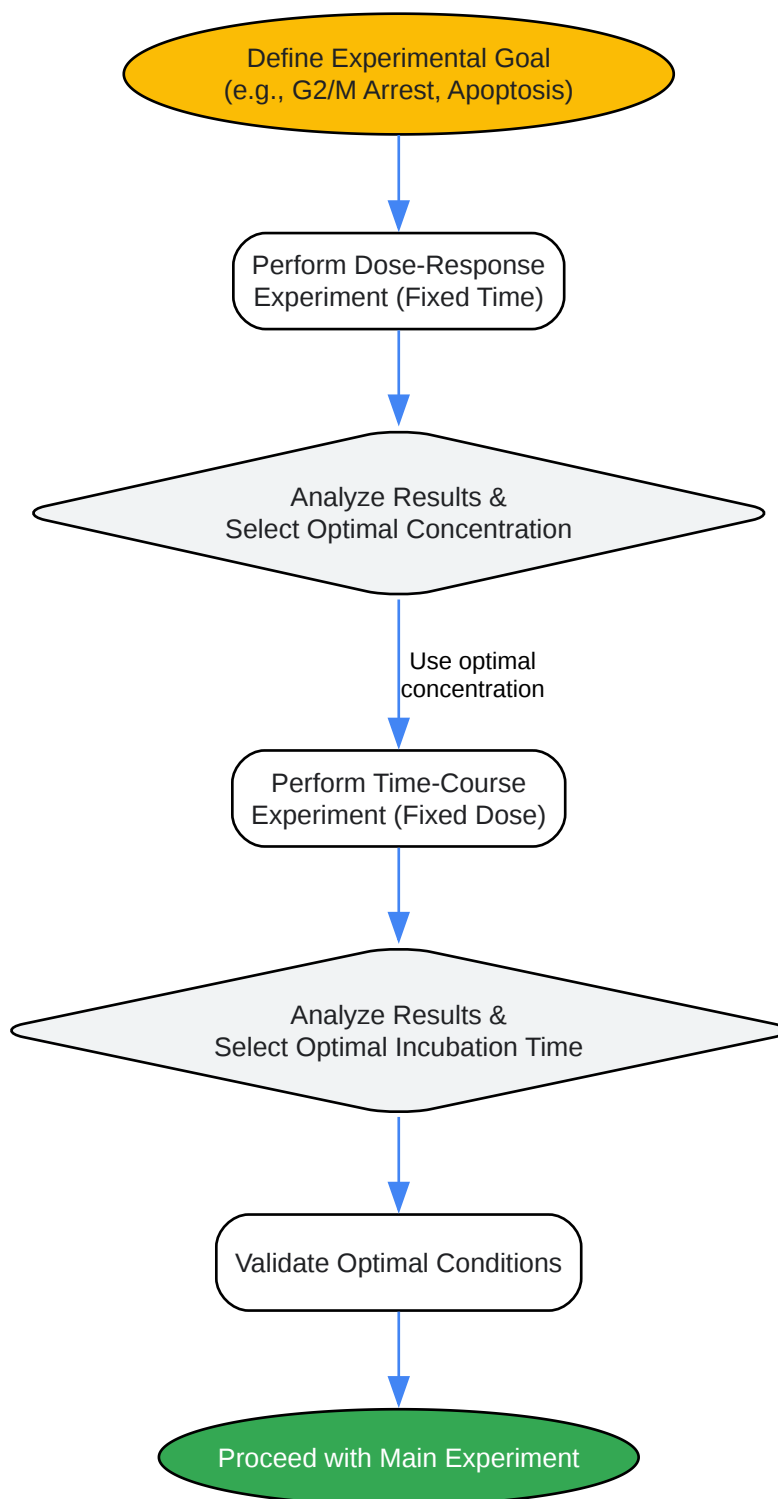 Define Experimental Goal
(e.g., G2/M Arrest, Apoptosis)
Perform Dose-Response
Experiment (Fixed Time)
Analyze Results &
Select Optimal Concentration
Use optimal
concentration
Perform Time-Course
Experiment (Fixed Dose)
Analyze Results &
Select Optimal Incubation Time
Validate Optimal Conditions
Proceed with Main Experiment